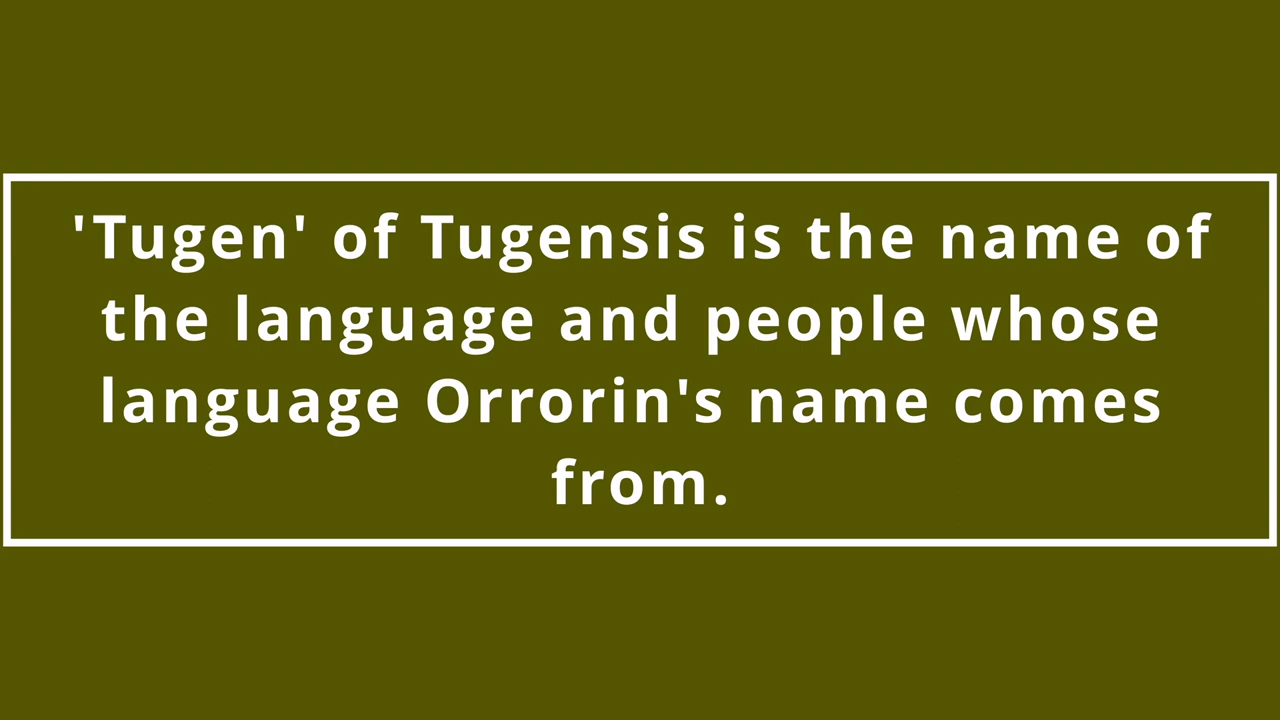 'Tugen' of Tugensis is the name of
the language and people whose
language Orrorin's name comes
from.